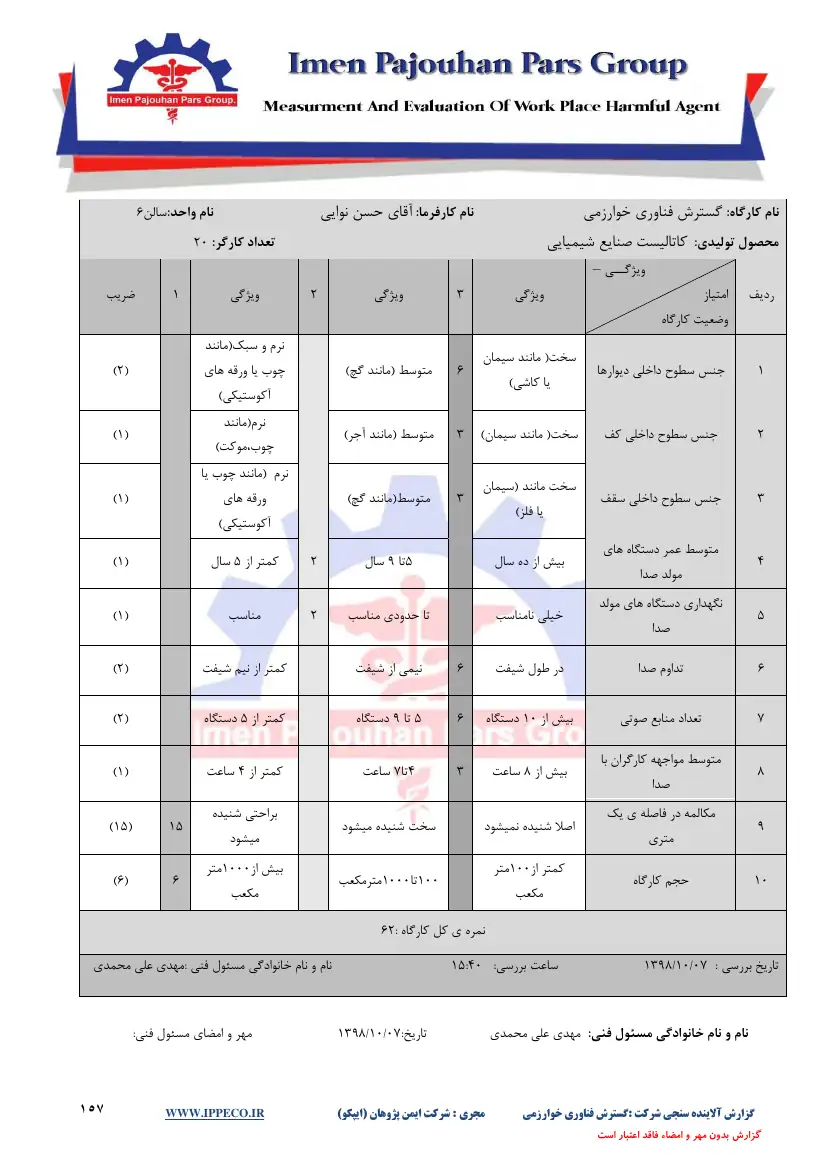 Imen Pajouhan Pars Group
Imen Pajouhan Pars Group.
Measurment And Evaluation Of Work Place Harmful Agent
نام کارگاه: گسترش فناوری خوارزمی نام کارفرما: آقای حسن نوایی نام واحد:سالن۶
محصول تولیدی: کاتالیست صنایع شیمیایی تعداد کارگر: ۲۰
ردیف
ویژگــی –
امتیاز
وضعیت کارگاه
ویژگی ۳ ویژگی ۲ ویژگی ۱ ضریب
۱ جنس سطوح داخلی دیوارها
سخت( مانند سیمان
یا کاشی)
۶ متوسط (مانند گچ)
نرم و سبک(مانند
چوب یا ورقه های
آکوستیکی)
(۲)
۲ جنس سطوح داخلی کف سخت( مانند سیمان) ۳ متوسط (مانند آجر)
نرم(مانند
چوب،موکت)
(۱)
۳ جنس سطوح داخلی سقف
سخت مانند (سیمان
یا فلز)
۳ متوسط(مانند گچ)
نرم (مانند چوب یا
ورقه های
آکوستیکی)
(۱)
۴
متوسط عمر دستگاه های
مولد صدا
بیش از ده سال ۵تا ۹ سال ۲ کمتر از ۵ سال (۱)
۵
نگهداری دستگاه های مولد
صدا
خیلی نامناسب تا حدودی مناسب ۲ مناسب (۱)
۶ تداوم صدا در طول شیفت ۶ نیمی از شیفت کمتر از نیم شیفت (۲)
۷ تعداد منابع صوتی بیش از ۱۰ دستگاه ۶ ۵ تا ۹ دستگاه کمتر از ۵ دستگاه (۲)
۸
متوسط مواجهه کارگران با
صدا
بیش از ۸ ساعت ۳ ۴تا۷ ساعت کمتر از ۴ ساعت (۱)
۹
مکالمه در فاصله ی یک
متری
اصلا شنیده نمیشود سخت شنیده میشود
براحتی شنیده
میشود
۱۵ (۱۵)
۱۰ حجم کارگاه
کمتر از۱۰۰متر
مکعب
۱۰۰تا۱۰۰۰مترمکعب
بیش از۱۰۰۰متر
مکعب
۶ (۶)
نمره ی کل کارگاه :۶۲
تاریخ بررسی : ۱۳۹۸/۱۰/۰۷ ساعت بررسی: ۱۵:۴۰ نام و نام خانوادگی مسئول فنی :مهدی علی محمدی
نام و نام خانوادگی مسئول فنی: مهدی علی محمدی تاریخ:۱۳۹۸/۱۰/۰۷ مهر و امضای مسئول فنی:
گزارش آلاینده سنجی شرکت :گسترش فناوری خوارزمی مجری : شرکت ایمن پژوهان (ایپکو) WWW.IPPECO.IR ۱۵۷
گزارش بدون مهر و امضاء فاقد اعتبار است